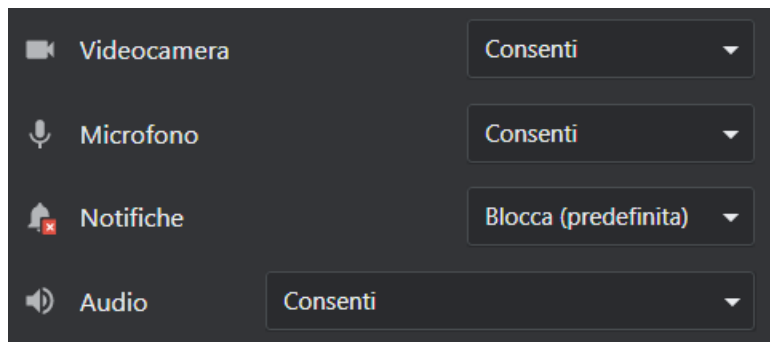 Videocamera Consenti
Microfono Consenti
Notifiche Blocca (predefinita)
Audio Consenti